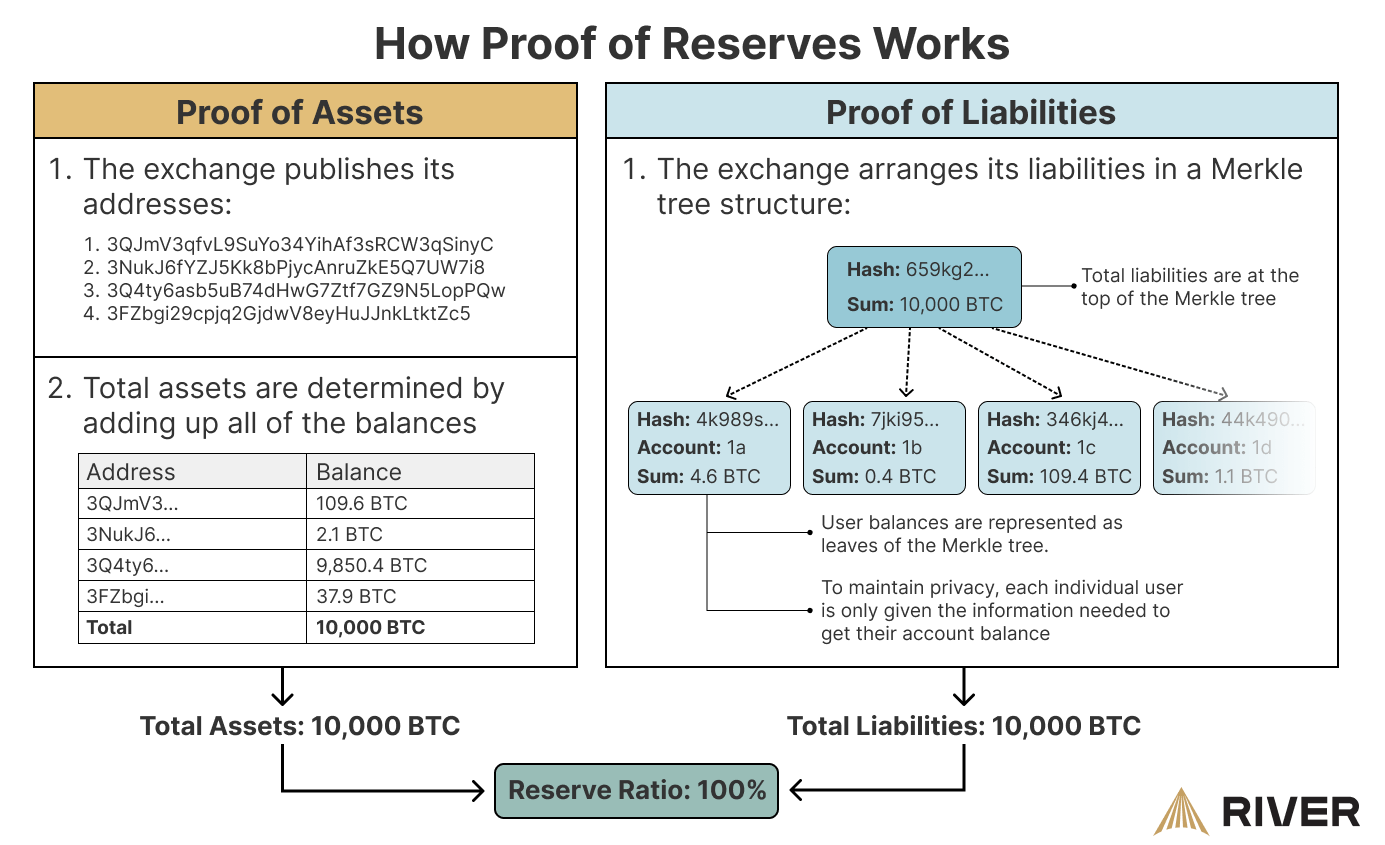 How Proof of Reserves Works
Proof of Assets
1. The exchange publishes its
addresses:
1. 3QJmV3qfvL9SuYo34YihAf3sRCW3qSinyC
2. 3NukJ6fYZJ5Kk8bPjycAnruZkE5Q7UW7i8
3. 3Q4ty6asb5uB74dHwG7Ztf7GZ9N5LopPQw
4. 3FZbgi29cpjq2GjdwV8eyHuJJnkLtktZc5
2. Total assets are determined by
adding up all of the balances
Address Balance
3QJmV3... 109.6 BTC
3NukJ6... 2.1 BTC
3Q4ty6... 9,850.4 BTC
3FZbgi... 37.9 BTC
Total 10,000 BTC
Total Assets: 10,000 BTC
Proof of Liabilities
1. The exchange arranges its liabilities in a Merkle
tree structure:
Hash: 659kg2...
Sum: 10,000 BTC
Total liabilities are at the
top of the Merkle tree
Hash: 4k989s...
Account: 1a
Sum: 4.6 BTC
Hash: 7jki95...
Account: 1b
Sum: 0.4 BTC
Hash: 346kj4...
Account: 1c
Sum: 109.4 BTC
Hash: 44k490...
Account: 1d
Sum: 1.1 BTC
User balances are represented as
leaves of the Merkle tree.
To maintain privacy, each individual user
is only given the information needed to
get their account balance
Total Liabilities: 10,000 BTC
Reserve Ratio: 100%
RIVER